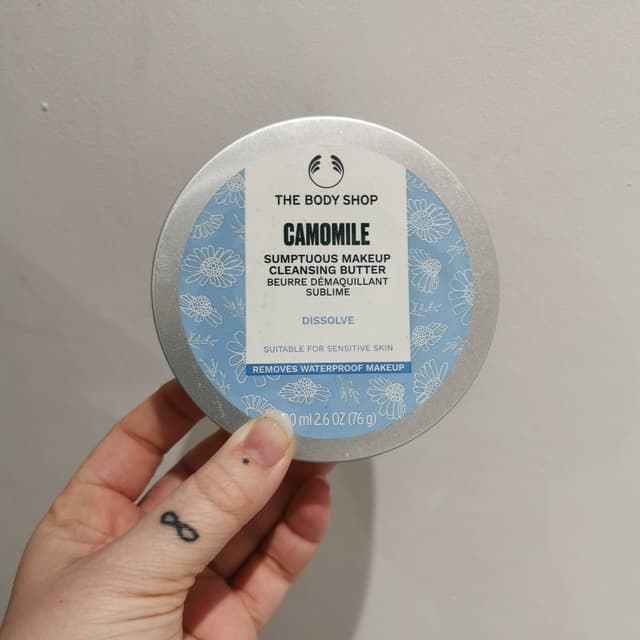 THE BODY SHOP
CAMOMILE
SUMPTUOUS MAKEUP
CLEANSING BUTTER
BEURRE DÉMAQUILLANT
SUBLIME
DISSOLVE
SUITABLE FOR SENSITIVE SKIN
REMOVES WATERPROOF MAKEUP
ml 2.6 OZ (76 g)